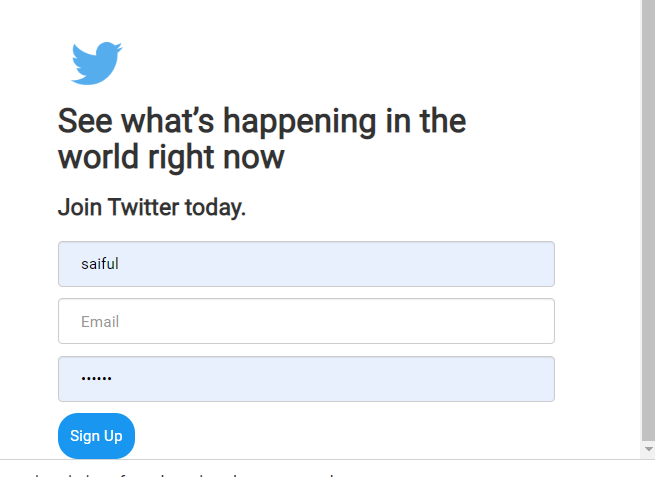 See what’s happening in the
world right now
Join Twitter today.
saiful
Email
••••••
Sign Up